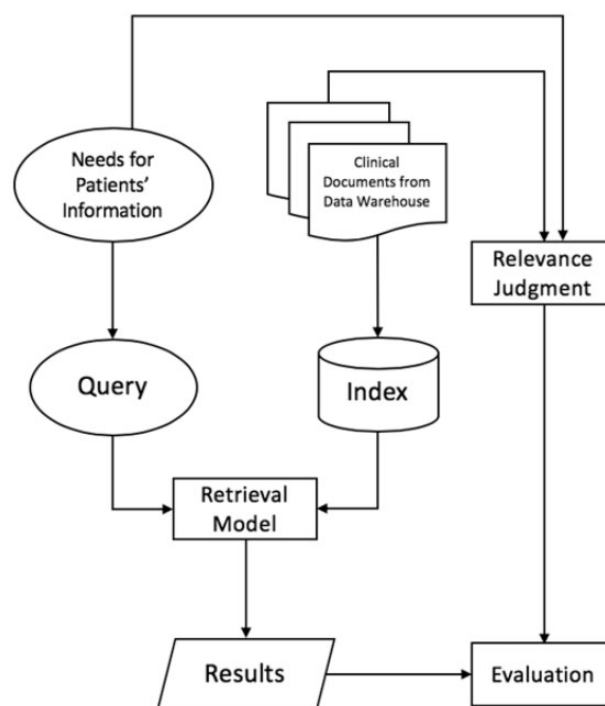 Needs for
Patients'
Information
Clinical
Documents from
Data Warehouse
Relevance
Judgment
Query
Index
Retrieval
Model
Results
Evaluation